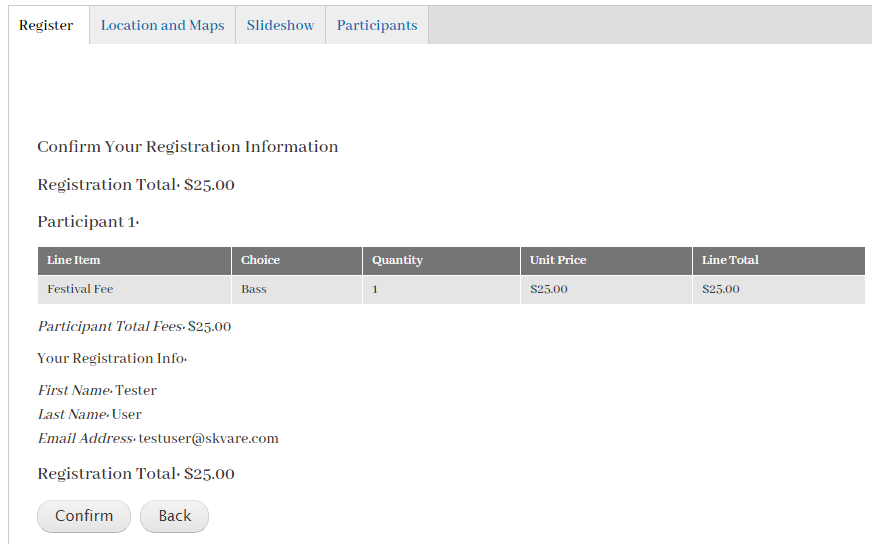 Register Location and Maps Slideshow Participants
Confirm Your Registration Information
Registration Total: $25.00
Participant 1:
Line Item Choice Quantity Unit Price Line Total
Festival Fee Bass 1 $25.00 $25.00
Participant Total Fees: $25.00
Your Registration Info:
First Name: Tester
Last Name: User
Email Address: testuser@skvare.com
Registration Total: $25.00
Confirm Back